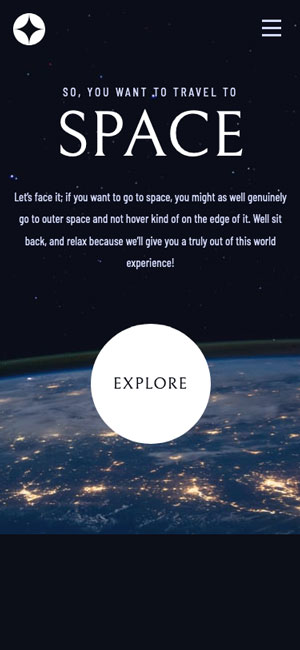 SO, YOU WANT TO TRAVEL TO
SPACE
Let's face it; if you want to go to space, you might as well genuinely
go to outer space and not hover kind of on the edge of it. Well sit
back, and relax because we'll give you a truly out of this world
experience!
EXPLORE